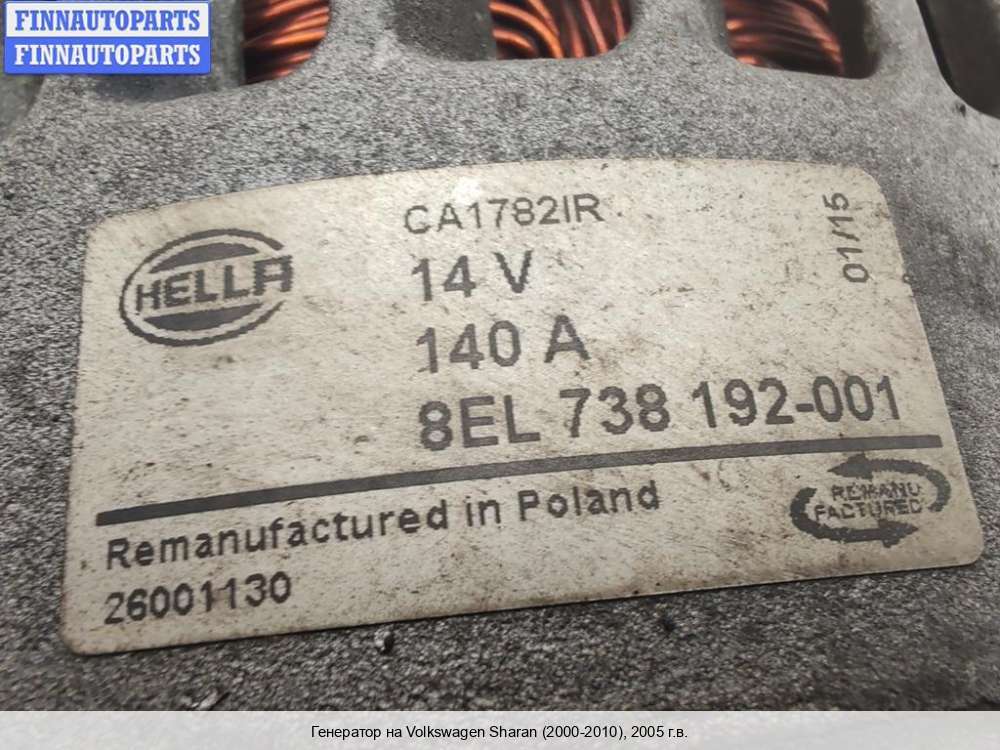 FINNAUTOPARTS
FINNAUTOPARTS
CA1782IR
01/15
HELLA
14 V
140 A
8EL 738 192-001
REMANU
FACTURED
Remanufactured in Poland
26001130
Генератор на Volkswagen Sharan (2000-2010), 2005 г.в.